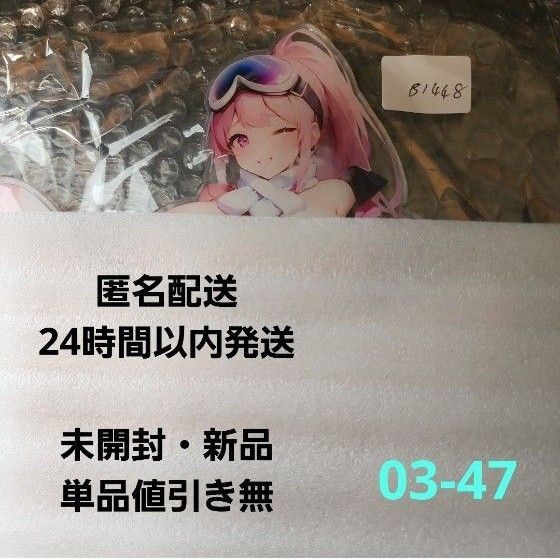 B1448
匿名配送
24時間以内発送
未開封・新品
単品値引き無
03-47